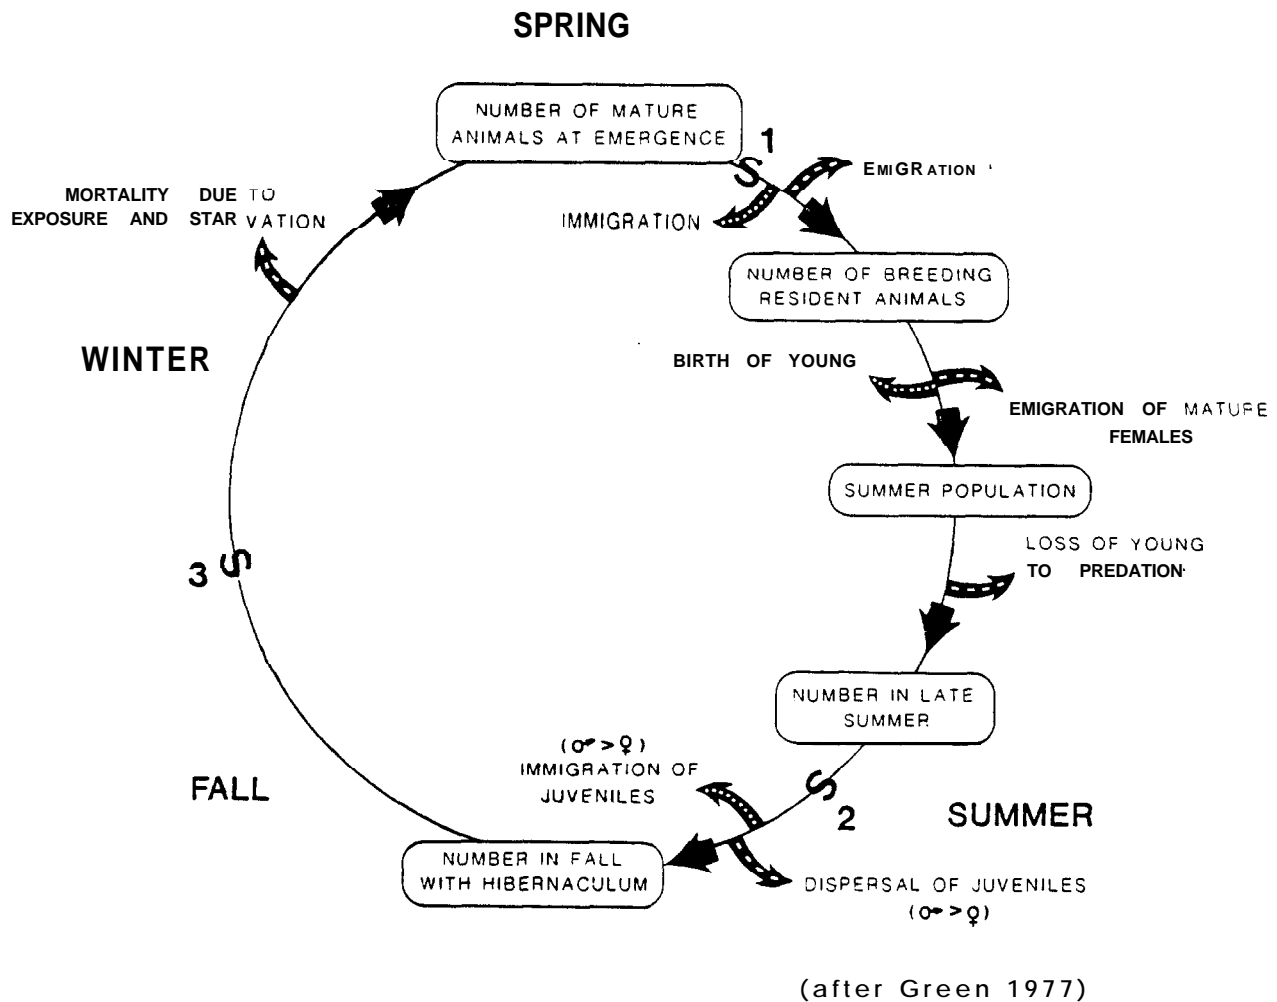 SPRING
NUMBER OF MATURE
ANIMALS AT EMERGENCE
S 1
EMIGRATION
IMMIGRATION
MORTALITY DUE TO
EXPOSURE AND STARVATION
NUMBER OF BREEDING
RESIDENT ANIMALS
WINTER
BIRTH OF YOUNG
EMIGRATION OF MATURE
FEMALES
SUMMER POPULATION
LOSS OF YOUNG
TO PREDATION
3 S
NUMBER IN LATE
SUMMER
(♂>♀)
IMMIGRATION OF
JUVENILES
FALL
S 2
SUMMER
NUMBER IN FALL
WITH HIBERNACULUM
DISPERSAL OF JUVENILES
(♂>♀)
(after Green 1977)